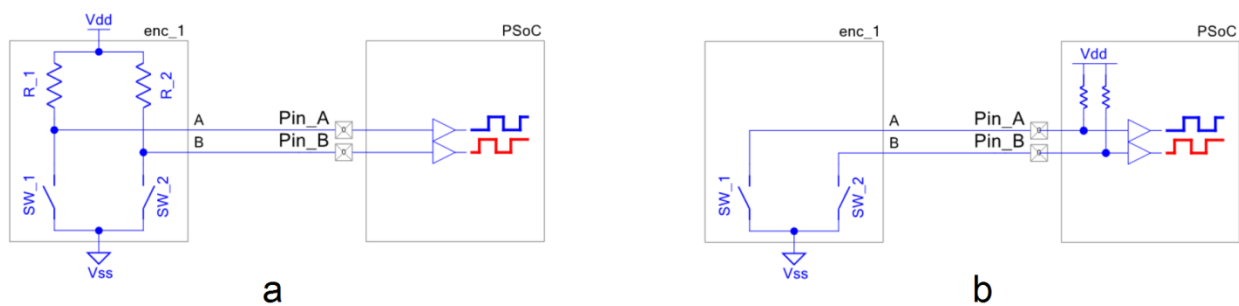 Vdd
enc_1
PSoC
R_1
R_2
A
Pin_A
B
Pin_B
SW_1
SW_2
Vss
a
enc_1
PSoC
Vdd
A
Pin_A
B
Pin_B
SW_1
SW_2
Vss
b